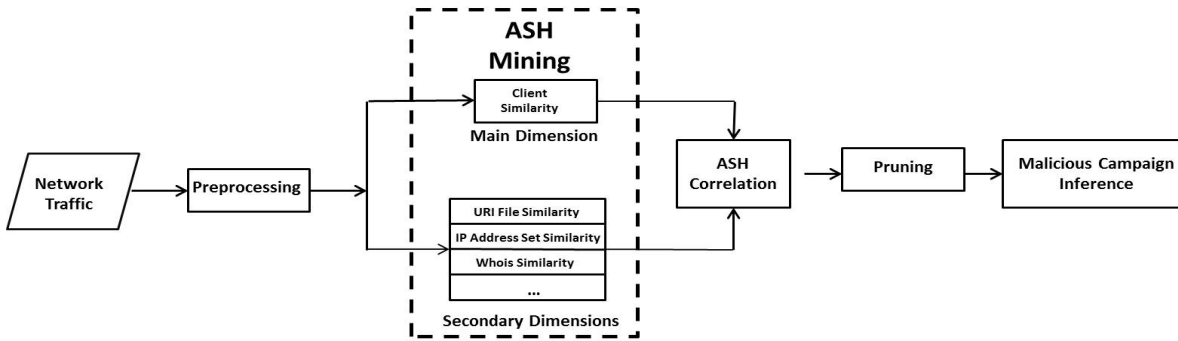 ASH
Mining
Client
Similarity
Main Dimension
Network
Traffic
Preprocessing
URI File Similarity
IP Address Set Similarity
Whois Similarity
...
Secondary Dimensions
ASH
Correlation
Pruning
Malicious Campaign
Inference